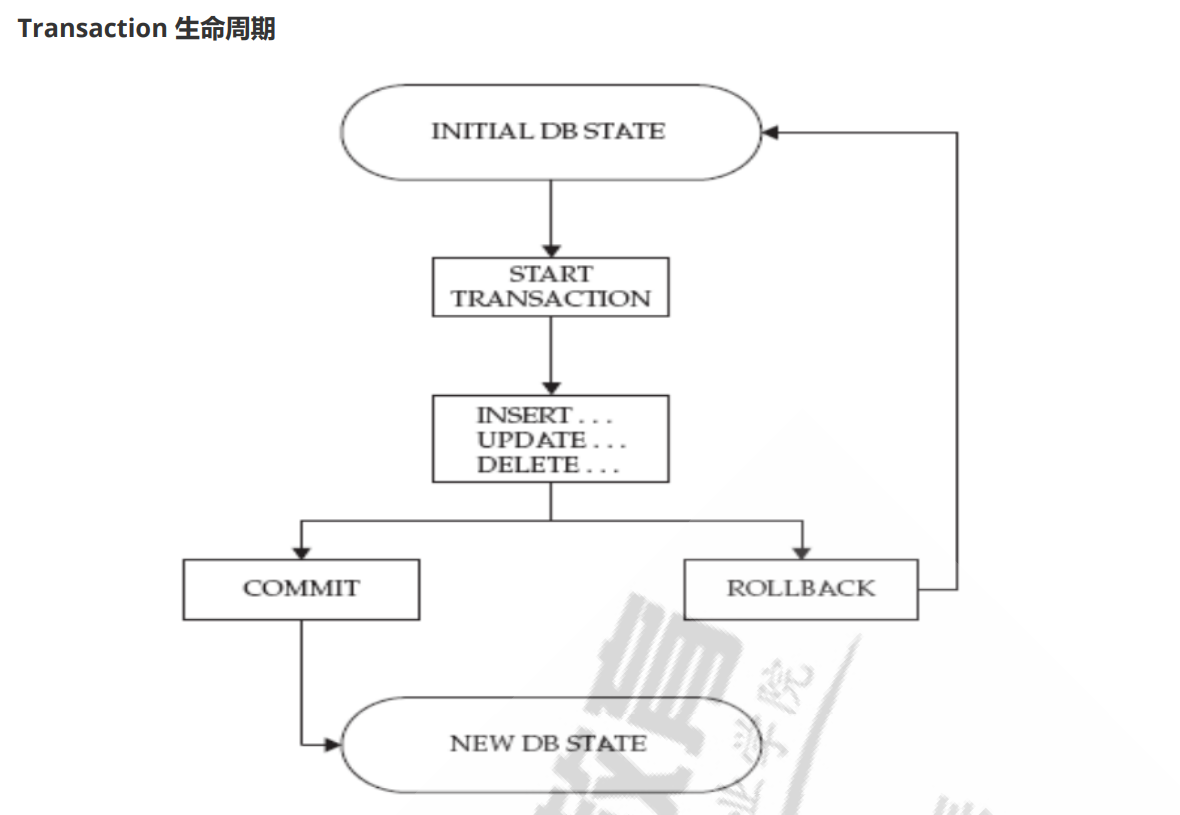 Transaction 生命周期
INITIAL DB STATE
START
TRANSACTION
INSERT . . .
UPDATE . . .
DELETE . . .
COMMIT
ROLLBACK
NEW DB STATE